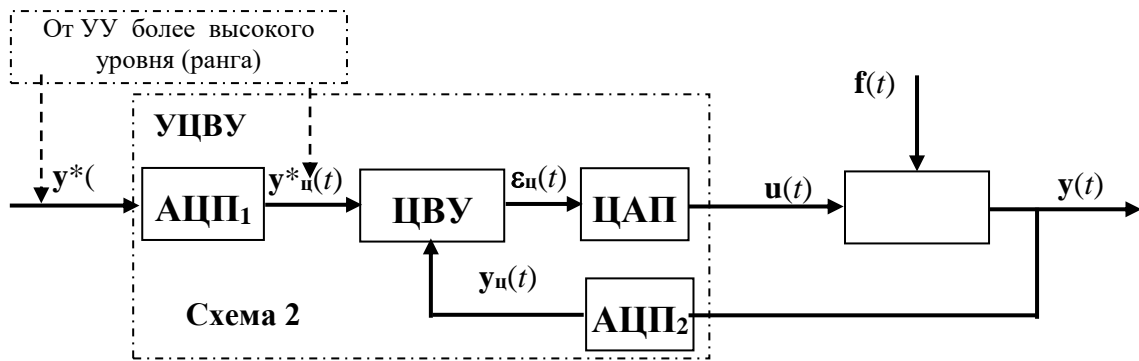 От УУ более высокого
уровня (ранга)
f(t)
УЦВУ
y*(
y*ц(t)
εц(t)
u(t)
y(t)
АЦП1
ЦВУ
ЦАП
yц(t)
АЦП2
Схема 2